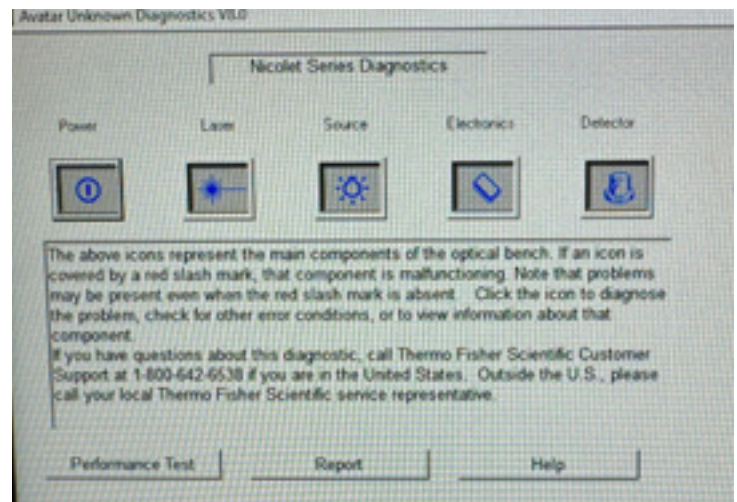 Avatar Unknown Diagnostics V8.0
Nicolet Series Diagnostics
Power Laser Source Electronics Detector
The above icons represent the main components of the optical bench. If an icon is
covered by a red slash mark, that component is malfunctioning. Note that problems
may be present even when the red slash mark is absent. Click the icon to diagnose
the problem, check for other error conditions, or to view information about that
component.
If you have questions about this diagnostic, call Thermo Fisher Scientific Customer
Support at 1-800-642-6538 if you are in the United States. Outside the U.S., please
call your local Thermo Fisher Scientific service representative.
Performance Test Report Help